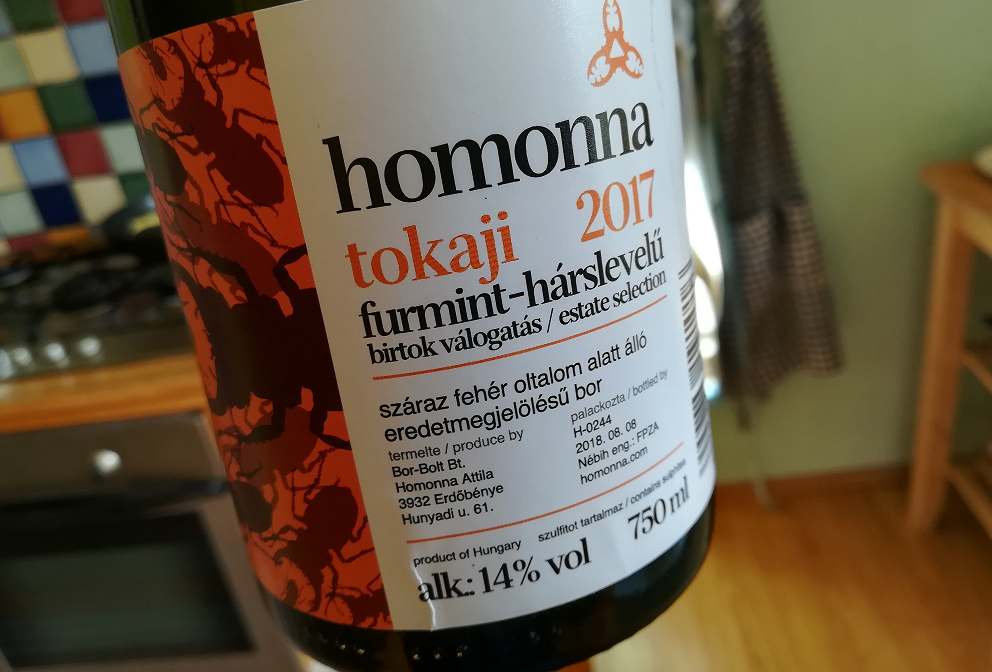 homonna
tokaji 2017
furmint-hárslevelű
birtok válogatás / estate selection
száraz fehér oltalom alatt álló
eredetmegjelölésű bor
termelte / produce by
Bor-Bolt Bt.
Homonna Attila
3932 Erdőbénye
Hunyadi u. 61.
palackozta / bottled by
H-0244
2018. 08. 08
Nébih eng.: FPZA
homonna.com
product of Hungary szulfitot tartalmaz / contains sulphites
alk.: 14% vol 750 ml